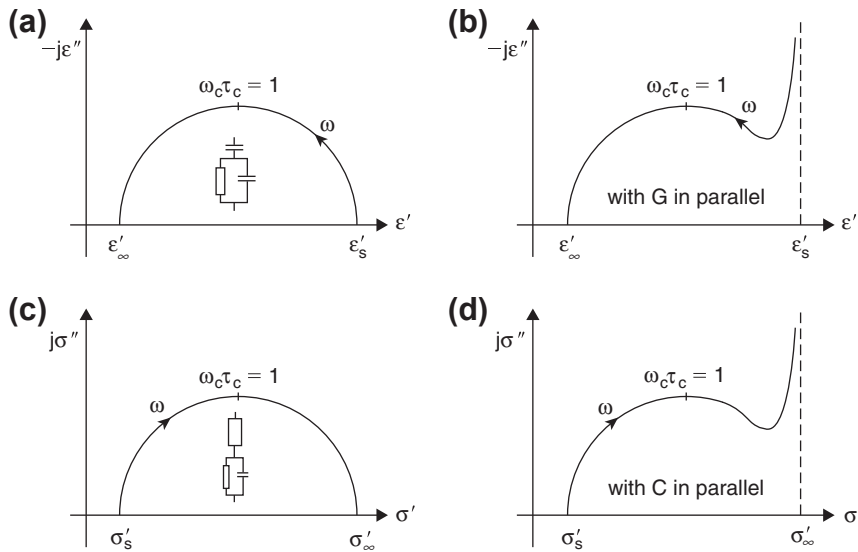 (a)
−jε″
ω_cτ_c = 1
ω
ε′_∞
ε′_s
ε′
(b)
−jε″
ω_cτ_c = 1
ω
with G in parallel
ε′_∞
ε′_s
ε′
(c)
jσ″
ω_cτ_c = 1
ω
σ′_s
σ′_∞
σ′
(d)
jσ″
ω_cτ_c = 1
ω
with C in parallel
σ′_s
σ′_∞
σ